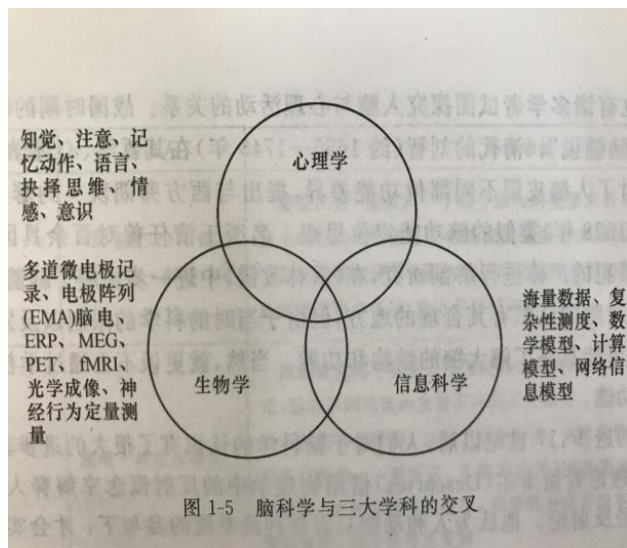 知觉、注意、记
忆动作、语言、
抉择思维、情
感、意识
心理学
多道微电极记
录、电极阵列
(EMA)脑电、
ERP、MEG、
PET、fMRI、
光学成像、神
经行为定量测
量
生物学
信息科学
海量数据、复
杂性测度、数
学模型、计算
模型、网络信
息模型
图 1-5 脑科学与三大学科的交叉